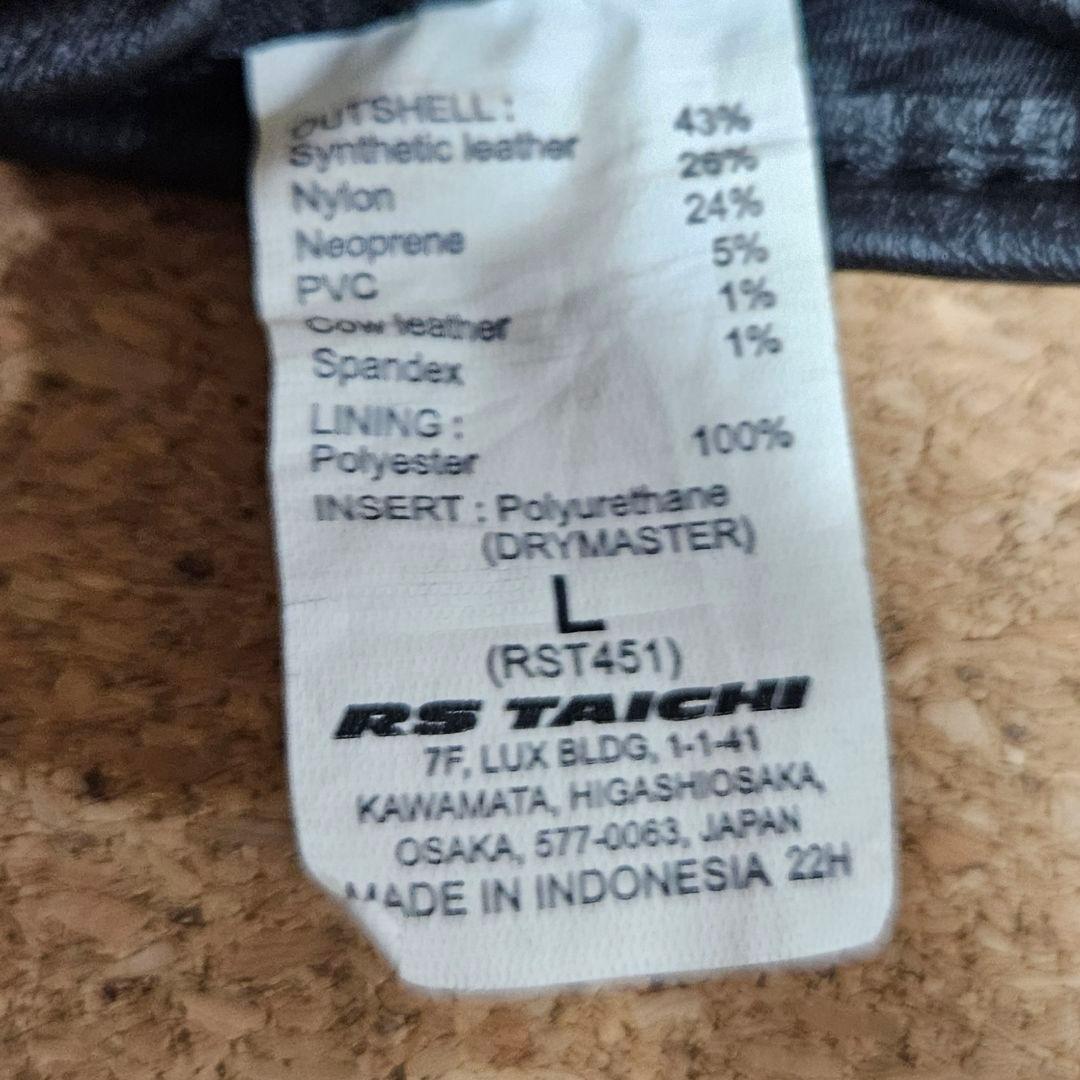 OUTSHELL :
Synthetic leather 43%
Nylon 26%
Neoprene 24%
PVC 5%
Cow leather 1%
Spandex 1%
LINING :
Polyester 100%
INSERT : Polyurethane
(DRYMASTER)
L
(RST451)
RS TAICHI
7F, LUX BLDG, 1-1-41
KAWAMATA, HIGASHIOSAKA,
OSAKA, 577-0063, JAPAN
MADE IN INDONESIA 22H